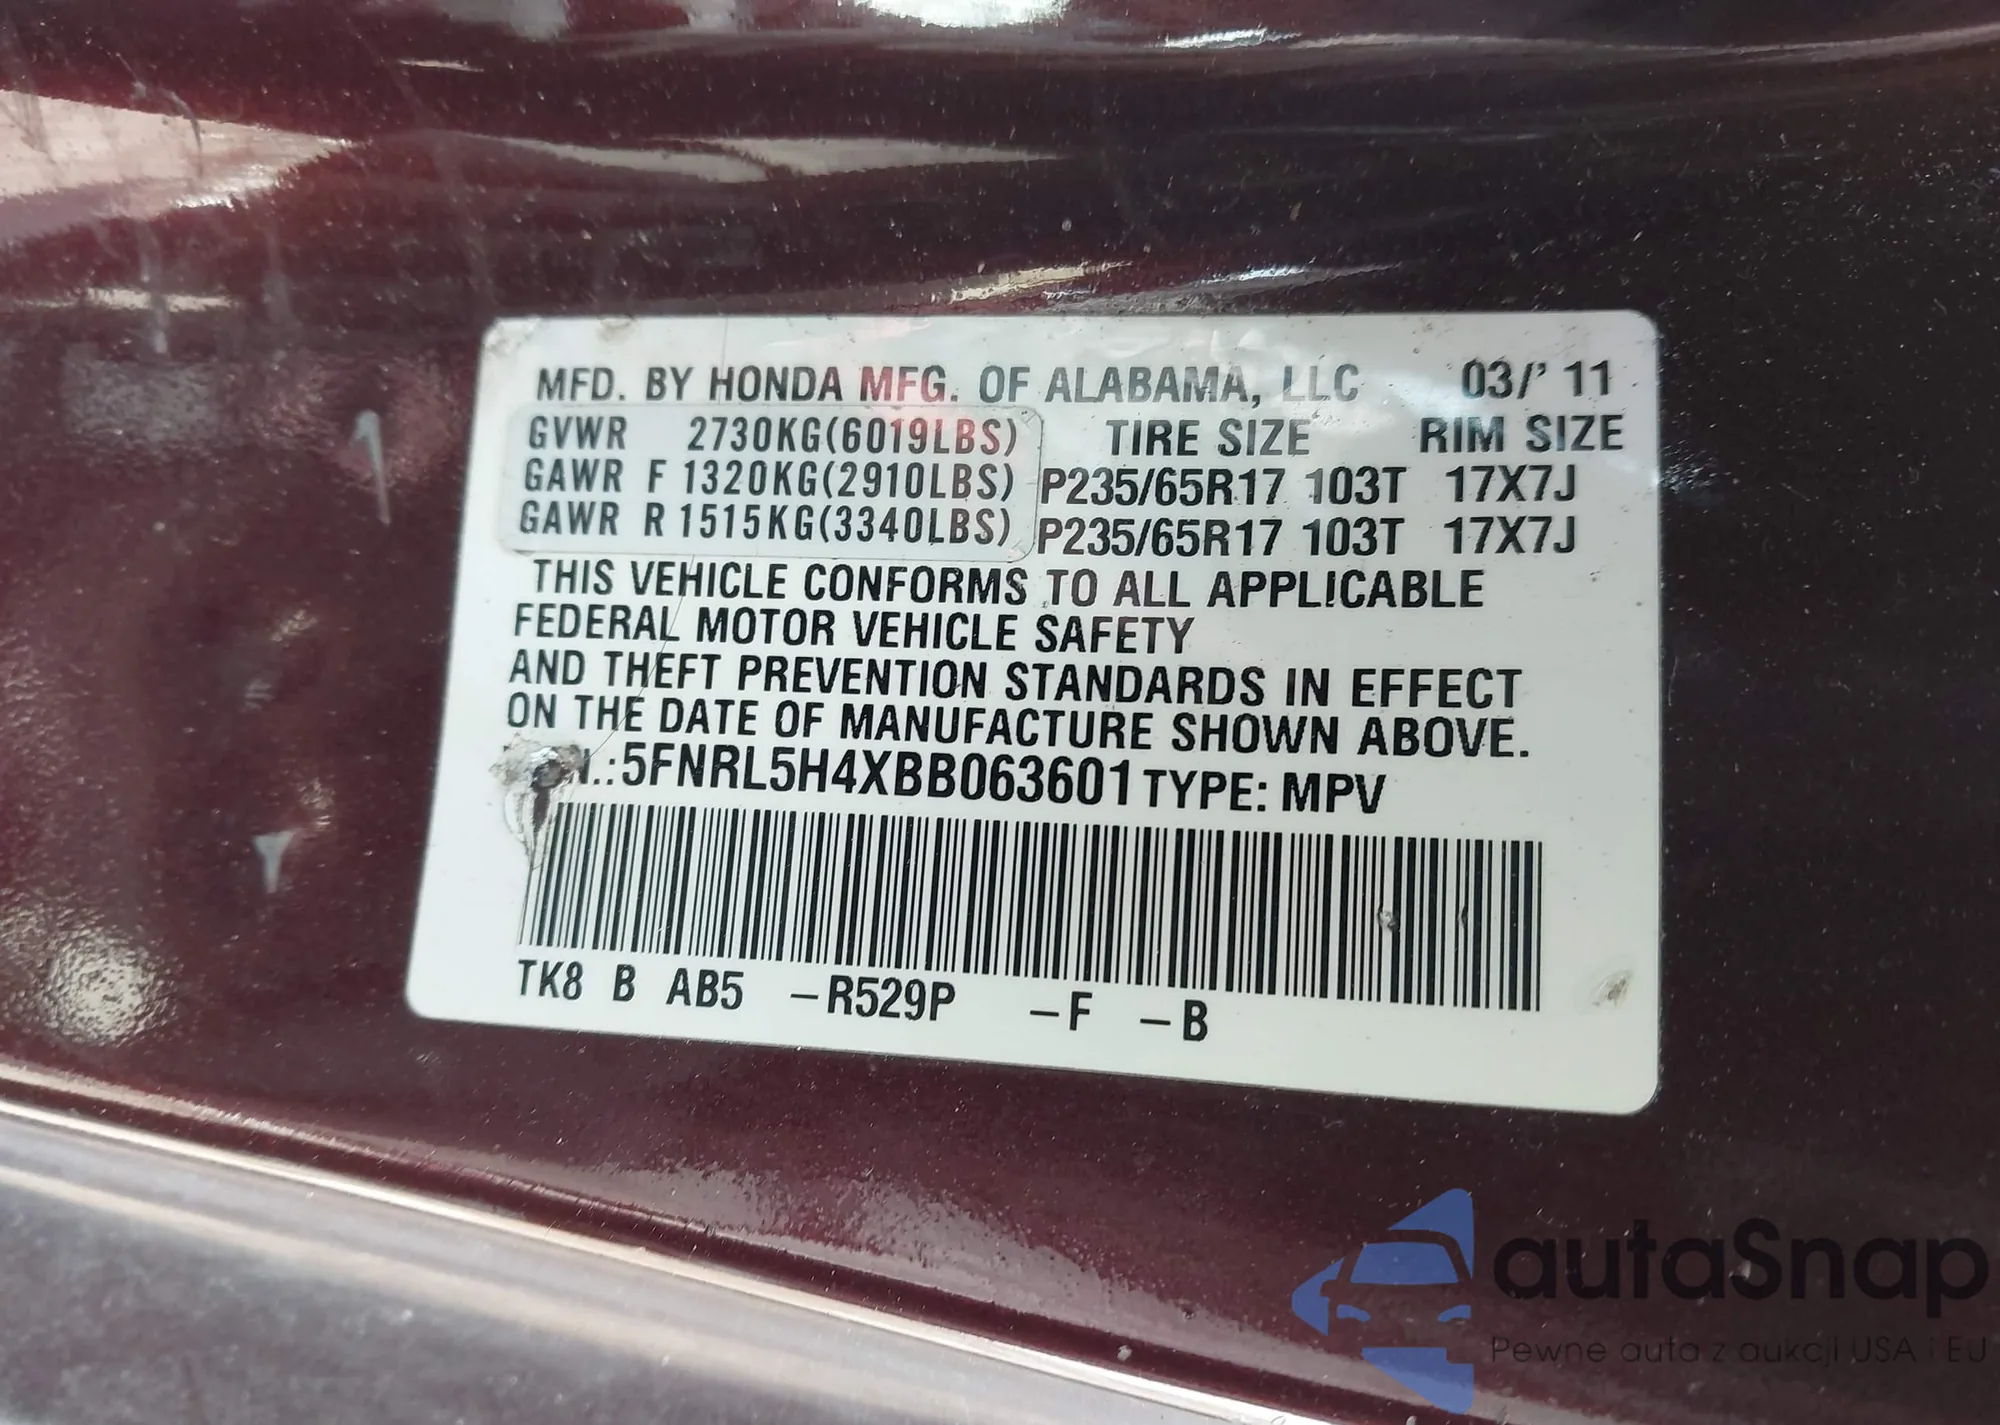 MFD. BY HONDA MFG. OF ALABAMA, LLC 03/' 11
GVWR 2730KG(6019LBS) TIRE SIZE RIM SIZE
GAWR F 1320KG(2910LBS) P235/65R17 103T 17X7J
GAWR R 1515KG(3340LBS) P235/65R17 103T 17X7J
THIS VEHICLE CONFORMS TO ALL APPLICABLE
FEDERAL MOTOR VEHICLE SAFETY
AND THEFT PREVENTION STANDARDS IN EFFECT
ON THE DATE OF MANUFACTURE SHOWN ABOVE.
N.:5FNRL5H4XBB063601 TYPE: MPV
TK8 B AB5 –R529P –F –B
autaSnap
Pewne auta z aukcji USA i EU